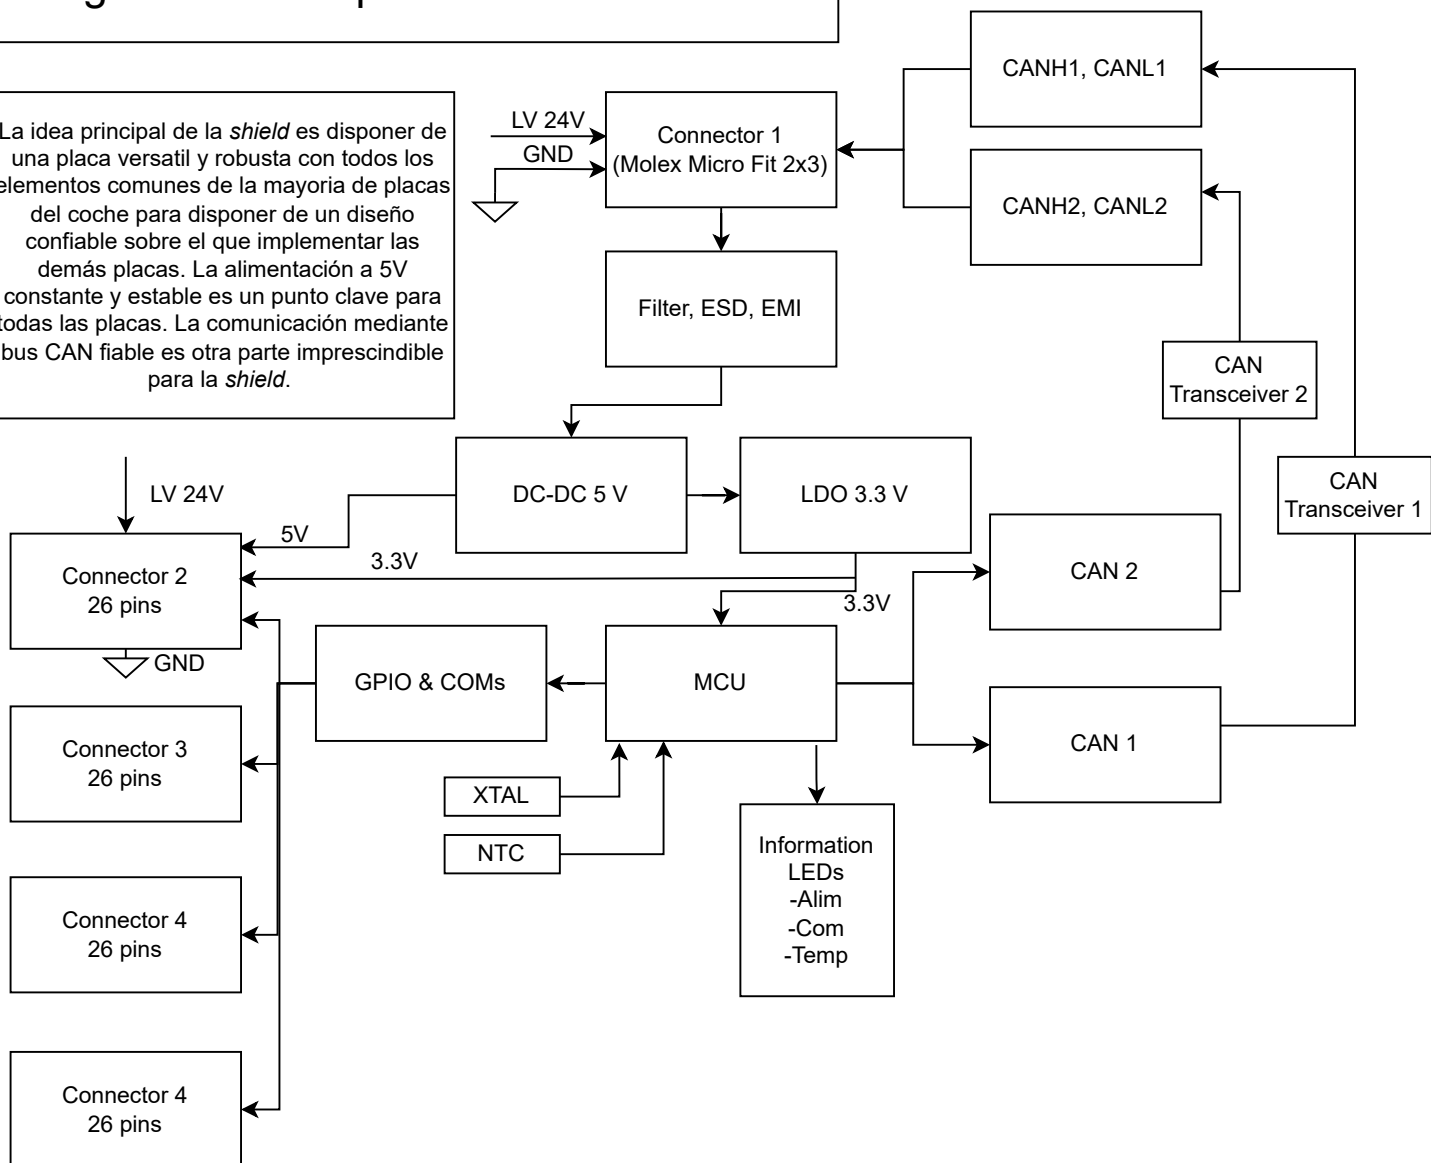 La idea principal de la shield es disponer de
una placa versatil y robusta con todos los
elementos comunes de la mayoria de placas
del coche para disponer de un diseño
confiable sobre el que implementar las
demás placas. La alimentación a 5V
constante y estable es un punto clave para
todas las placas. La comunicación mediante
bus CAN fiable es otra parte imprescindible
para la shield.
LV 24V
GND
Connector 1
(Molex Micro Fit 2x3)
CANH1, CANL1
CANH2, CANL2
Filter, ESD, EMI
CAN
Transceiver 2
CAN
Transceiver 1
DC-DC 5 V
LDO 3.3 V
LV 24V
5V
3.3V
3.3V
Connector 2
26 pins
GND
CAN 2
GPIO & COMs
MCU
CAN 1
Connector 3
26 pins
XTAL
NTC
Information
LEDs
-Alim
-Com
-Temp
Connector 4
26 pins
Connector 4
26 pins